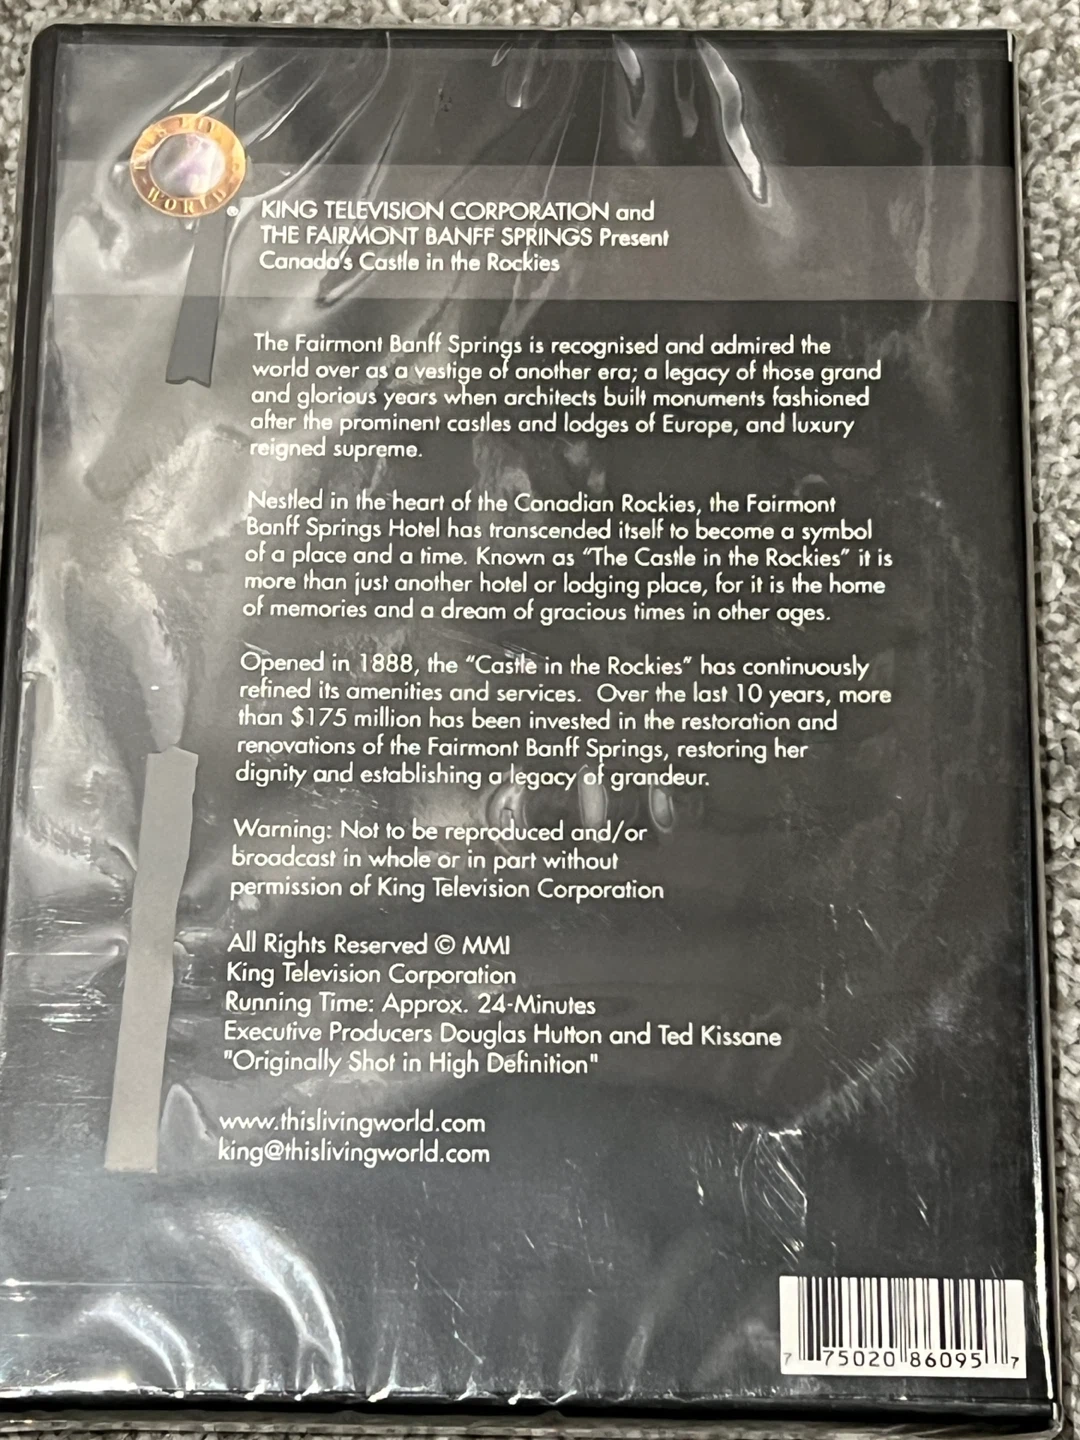 THIS LIV
WORLD
®
KING TELEVISION CORPORATION and
THE FAIRMONT BANFF SPRINGS Present
Canada's Castle in the Rockies
The Fairmont Banff Springs is recognised and admired the
world over as a vestige of another era; a legacy of those grand
and glorious years when architects built monuments fashioned
after the prominent castles and lodges of Europe, and luxury
reigned supreme.
Nestled in the heart of the Canadian Rockies, the Fairmont
Banff Springs Hotel has transcended itself to become a symbol
of a place and a time. Known as "The Castle in the Rockies" it is
more than just another hotel or lodging place, for it is the home
of memories and a dream of gracious times in other ages.
Opened in 1888, the "Castle in the Rockies" has continuously
refined its amenities and services.  Over the last 10 years, more
than $175 million has been invested in the restoration and
renovations of the Fairmont Banff Springs, restoring her
dignity and establishing a legacy of grandeur.
Warning: Not to be reproduced and/or
broadcast in whole or in part without
permission of King Television Corporation
All Rights Reserved © MMI
King Television Corporation
Running Time: Approx. 24-Minutes
Executive Producers Douglas Hutton and Ted Kissane
"Originally Shot in High Definition"
www.thislivingworld.com
king@thislivingworld.com
7 75020 86095 7